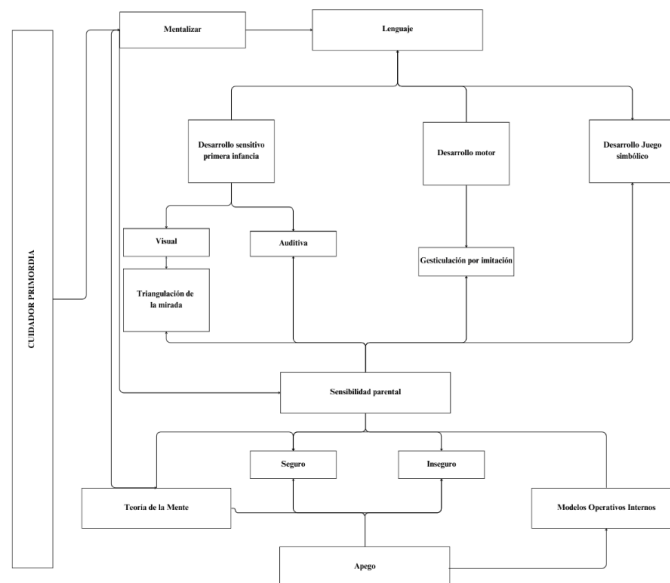 Mentalizar
Lenguaje
CUIDADOR PRIMORDIA
Desarrollo sensitivo
primera infancia
Desarrollo motor
Desarrollo Juego
simbólico
Visual
Auditiva
Gesticulación por imitación
Triangulación de
la mirada
Sensibilidad parental
Seguro
Inseguro
Teoría de la Mente
Modelos Operativos Internos
Apego